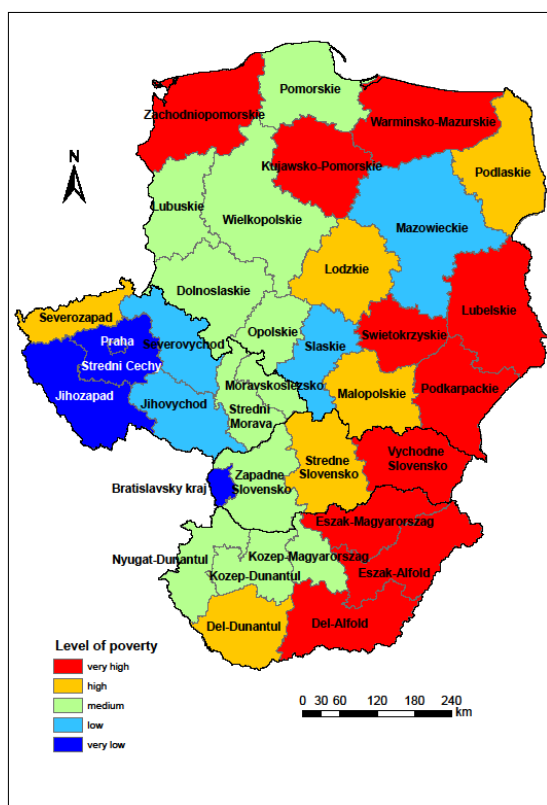 Pomorskie
Zachodniopomorskie
Warminsko-Mazurskie
N
Kujawsko-Pomorskie
Podlaskie
Lubuskie
Wielkopolskie
Mazowieckie
Lodzkie
Dolnoslaskie
Lubelskie
Severozapad
Opolskie
Swietokrzyskie
Praha
Severovychod
Slaskie
Stredni Cechy
Moravskoslezsko
Malopolskie
Podkarpackie
Jihozapad
Jihovychod
Stredni
Morava
Vychodne
Slovensko
Stredne
Slovensko
Zapadne
Slovensko
Bratislavsky kraj
Eszak-Magyarorszag
Nyugat-Dunantul
Kozep-Magyarorszag
Kozep-Dunantul
Eszak-Alfold
Del-Dunantul
Del-Alfold
Level of poverty
very high
high
medium
low
very low
0 30 60 120 180 240
km